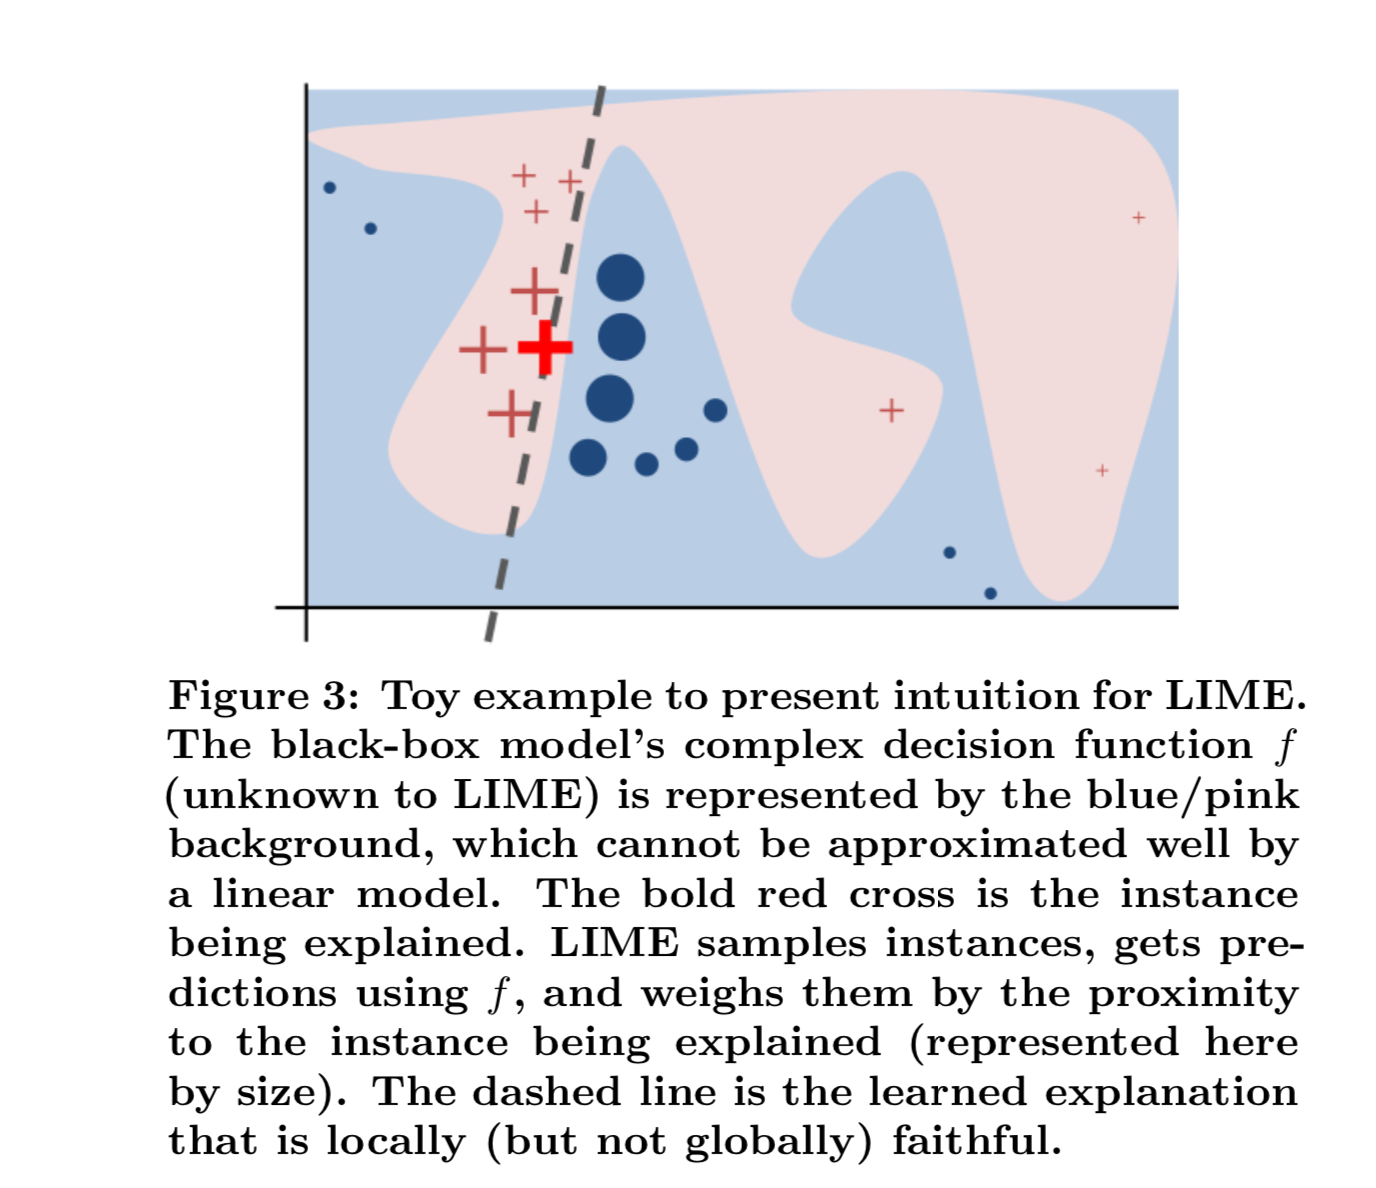 Figure 3: Toy example to present intuition for LIME.
The black-box model's complex decision function f
(unknown to LIME) is represented by the blue/pink
background, which cannot be approximated well by
a linear model. The bold red cross is the instance
being explained. LIME samples instances, gets pre-
dictions using f, and weighs them by the proximity
to the instance being explained (represented here
by size). The dashed line is the learned explanation
that is locally (but not globally) faithful.